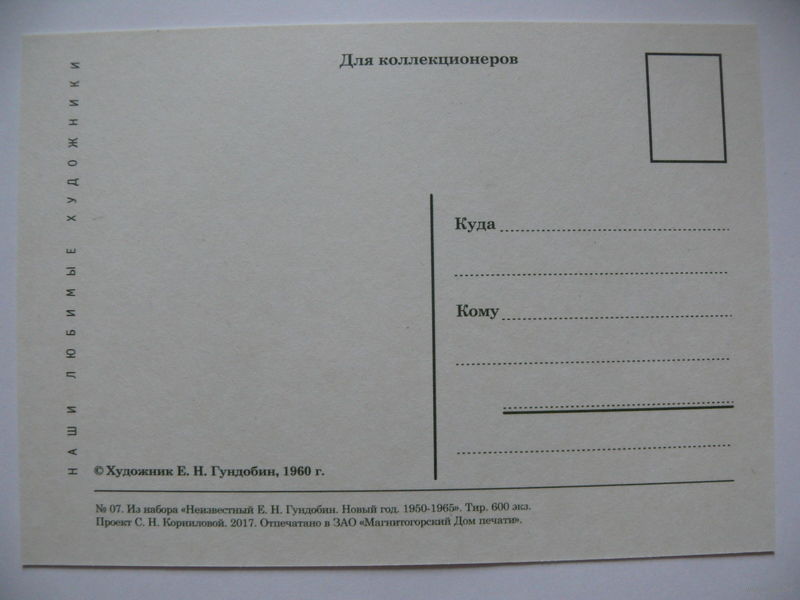 Для коллекционеров
НАШИ ЛЮБИМЫЕ ХУДОЖНИКИ
Куда
Кому
© Художник Е. Н. Гундобин, 1960 г.
№ 07. Из набора «Неизвестный Е. Н. Гундобин. Новый год. 1950-1965». Тир. 600 экз.
Проект С. Н. Корниловой. 2017. Отпечатано в ЗАО «Магнитогорский Дом печати».